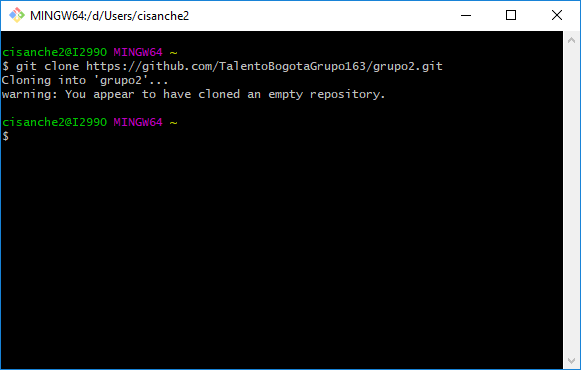 MINGW64:/d/Users/cisanche2
cisanche2@I2990 MINGW64 ~
$ git clone https://github.com/TalentoBogotaGrupo163/grupo2.git
Cloning into 'grupo2'...
warning: You appear to have cloned an empty repository.
cisanche2@I2990 MINGW64 ~
$